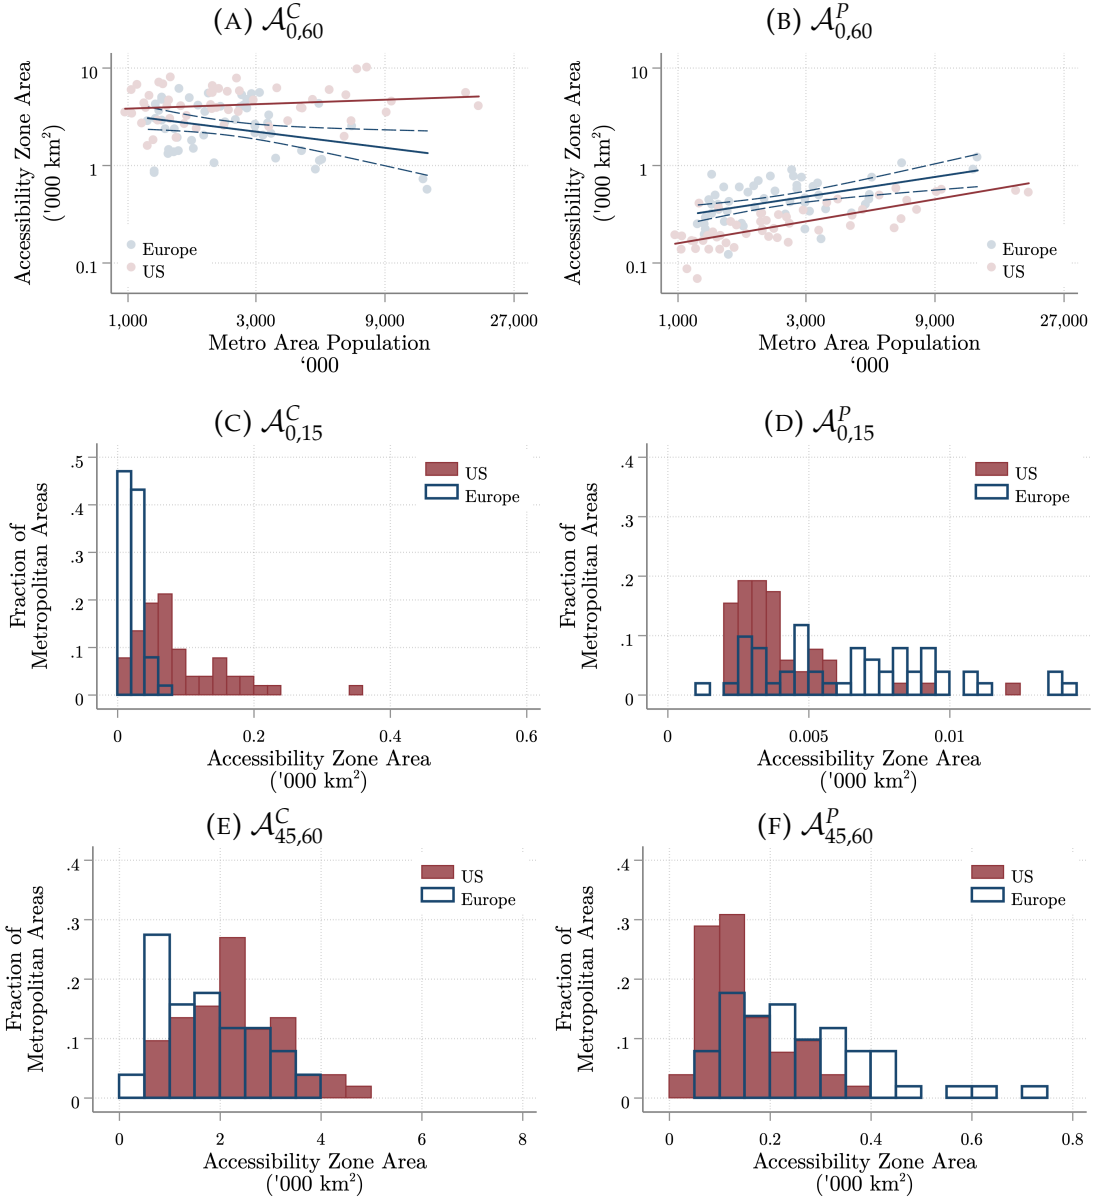 (A) 𝒜^C_{0,60}
Accessibility Zone Area
('000 km²)
10
1
0.1
Europe
US
1,000 3,000 9,000 27,000
Metro Area Population
‘000
(B) 𝒜^P_{0,60}
Accessibility Zone Area
('000 km²)
10
1
0.1
Europe
US
1,000 3,000 9,000 27,000
Metro Area Population
‘000
(C) 𝒜^C_{0,15}
Fraction of
Metropolitan Areas
.5
.4
.3
.2
.1
0
US
Europe
0 0.2 0.4 0.6
Accessibility Zone Area
('000 km²)
(D) 𝒜^P_{0,15}
Fraction of
Metropolitan Areas
.4
.3
.2
.1
0
US
Europe
0 0.005 0.01
Accessibility Zone Area
('000 km²)
(E) 𝒜^C_{45,60}
Fraction of
Metropolitan Areas
.4
.3
.2
.1
0
US
Europe
0 2 4 6 8
Accessibility Zone Area
('000 km²)
(F) 𝒜^P_{45,60}
Fraction of
Metropolitan Areas
.4
.3
.2
.1
0
US
Europe
0 0.2 0.4 0.6 0.8
Accessibility Zone Area
('000 km²)